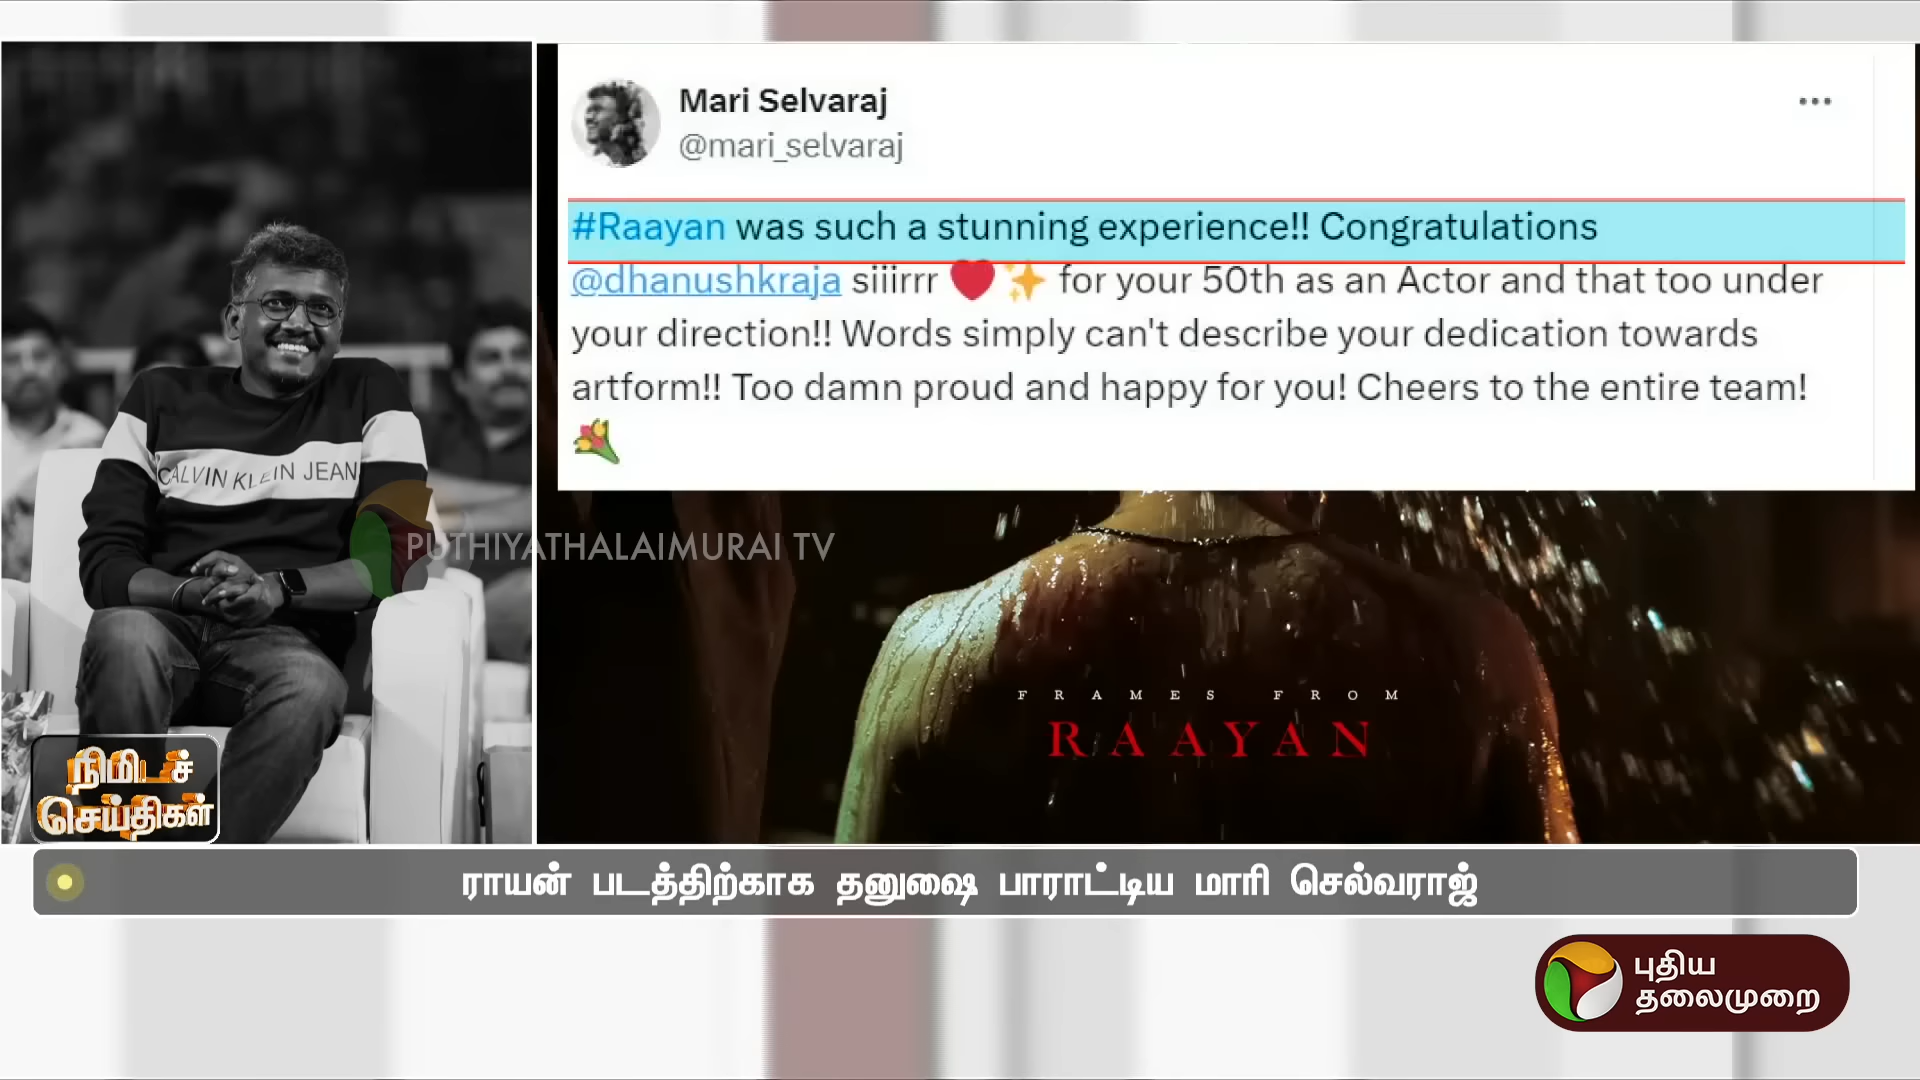 Mari Selvaraj
@mari_selvaraj
#Raayan was such a stunning experience!! Congratulations
@dhanushkraja siiirrr ❤️✨ for your 50th as an Actor and that too under
your direction!! Words simply can't describe your dedication towards
artform!! Too damn proud and happy for you! Cheers to the entire team!
💐
CALVIN KLEIN JEAN
PUTHIYATHALAIMURAI TV
FRAMES FROM
RAAYAN
நிமிடச்
செய்திகள்
ராயன் படத்திற்காக தனுஷை பாராட்டிய மாரி செல்வராஜ்
புதிய
தலைமுறை